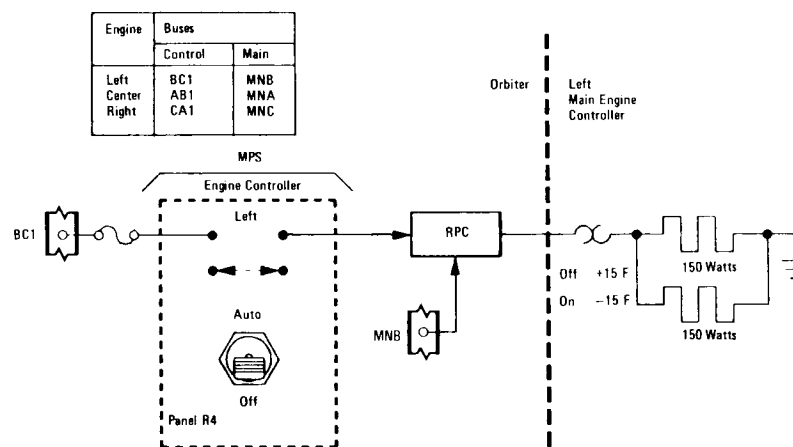 Engine Buses
Control Main
Left BC1 MNB
Center AB1 MNA
Right CA1 MNC
Orbiter
Left
Main Engine
Controller
MPS
Engine Controller
Left
BC1
RPC
150 Watts
Off +15 F
On −15 F
150 Watts
Auto
MNB
Off
Panel R4